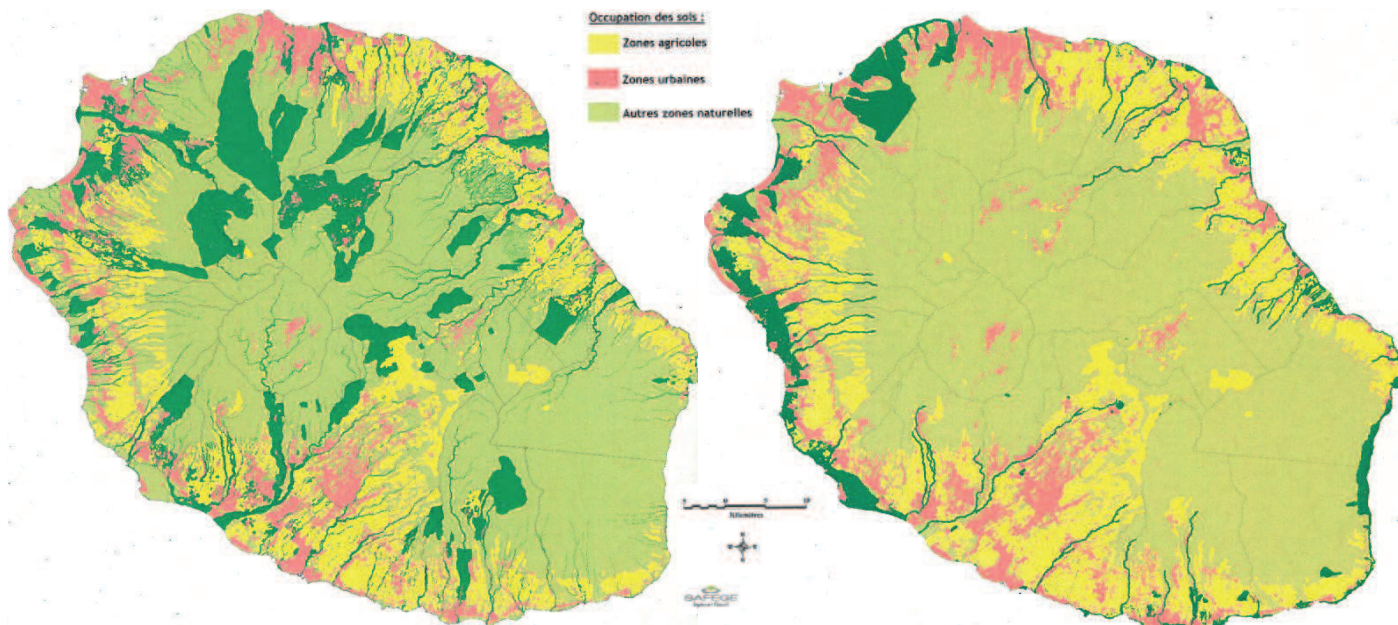 Occupation des sols :
Zones agricoles
Zones urbaines
Autres zones naturelles
Kilomètres
SAFEGE